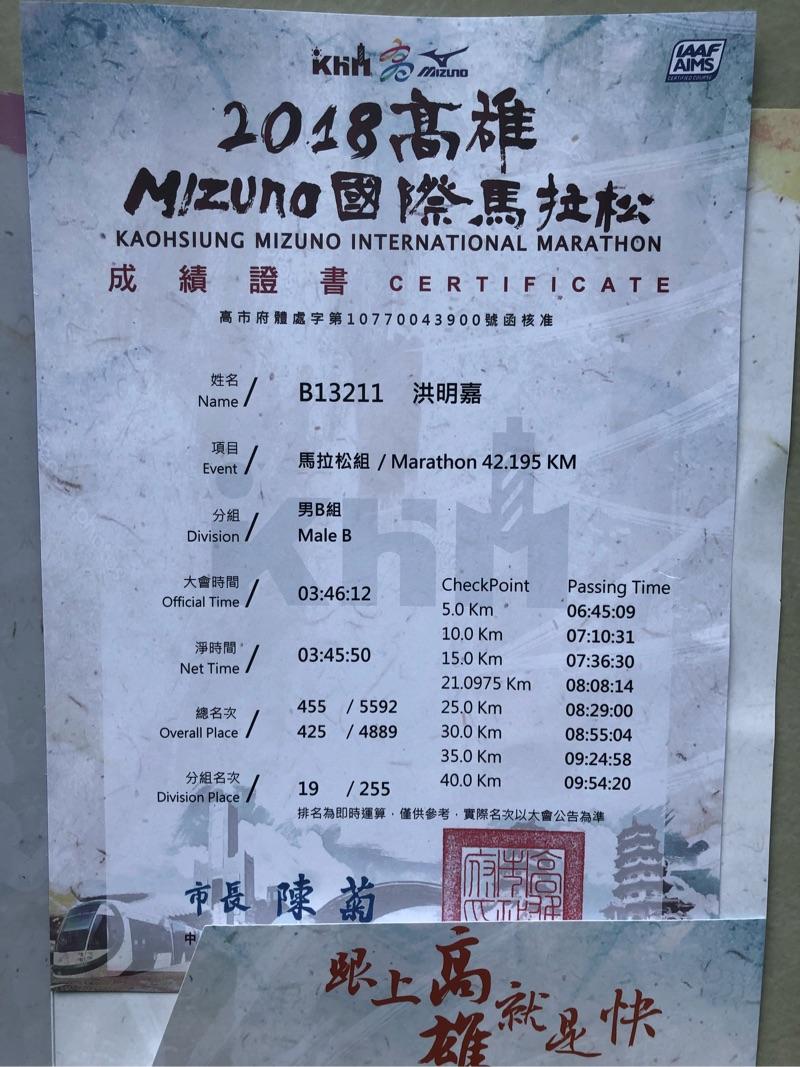 KHH 高 MIZUNO
IAAF
AIMS
CERTIFIED COURSE
2018高雄
MIZUNO國際馬拉松
KAOHSIUNG MIZUNO INTERNATIONAL MARATHON
成績證書 CERTIFICATE
高市府體處字第10770043900號函核准
姓名
Name / B13211 洪明嘉
項目
Event / 馬拉松組 / Marathon 42.195 KM
分組
Division / 男B組
Male B
大會時間
Official Time / 03:46:12
淨時間
Net Time / 03:45:50
總名次
Overall Place / 455 / 5592
425 / 4889
分組名次
Division Place / 19 / 255
CheckPoint Passing Time
5.0 Km 06:45:09
10.0 Km 07:10:31
15.0 Km 07:36:30
21.0975 Km 08:08:14
25.0 Km 08:29:00
30.0 Km 08:55:04
35.0 Km 09:24:58
40.0 Km 09:54:20
排名為即時運算，僅供參考，實際名次以大會公告為準
市長 陳菊
中
跟上高雄就是快